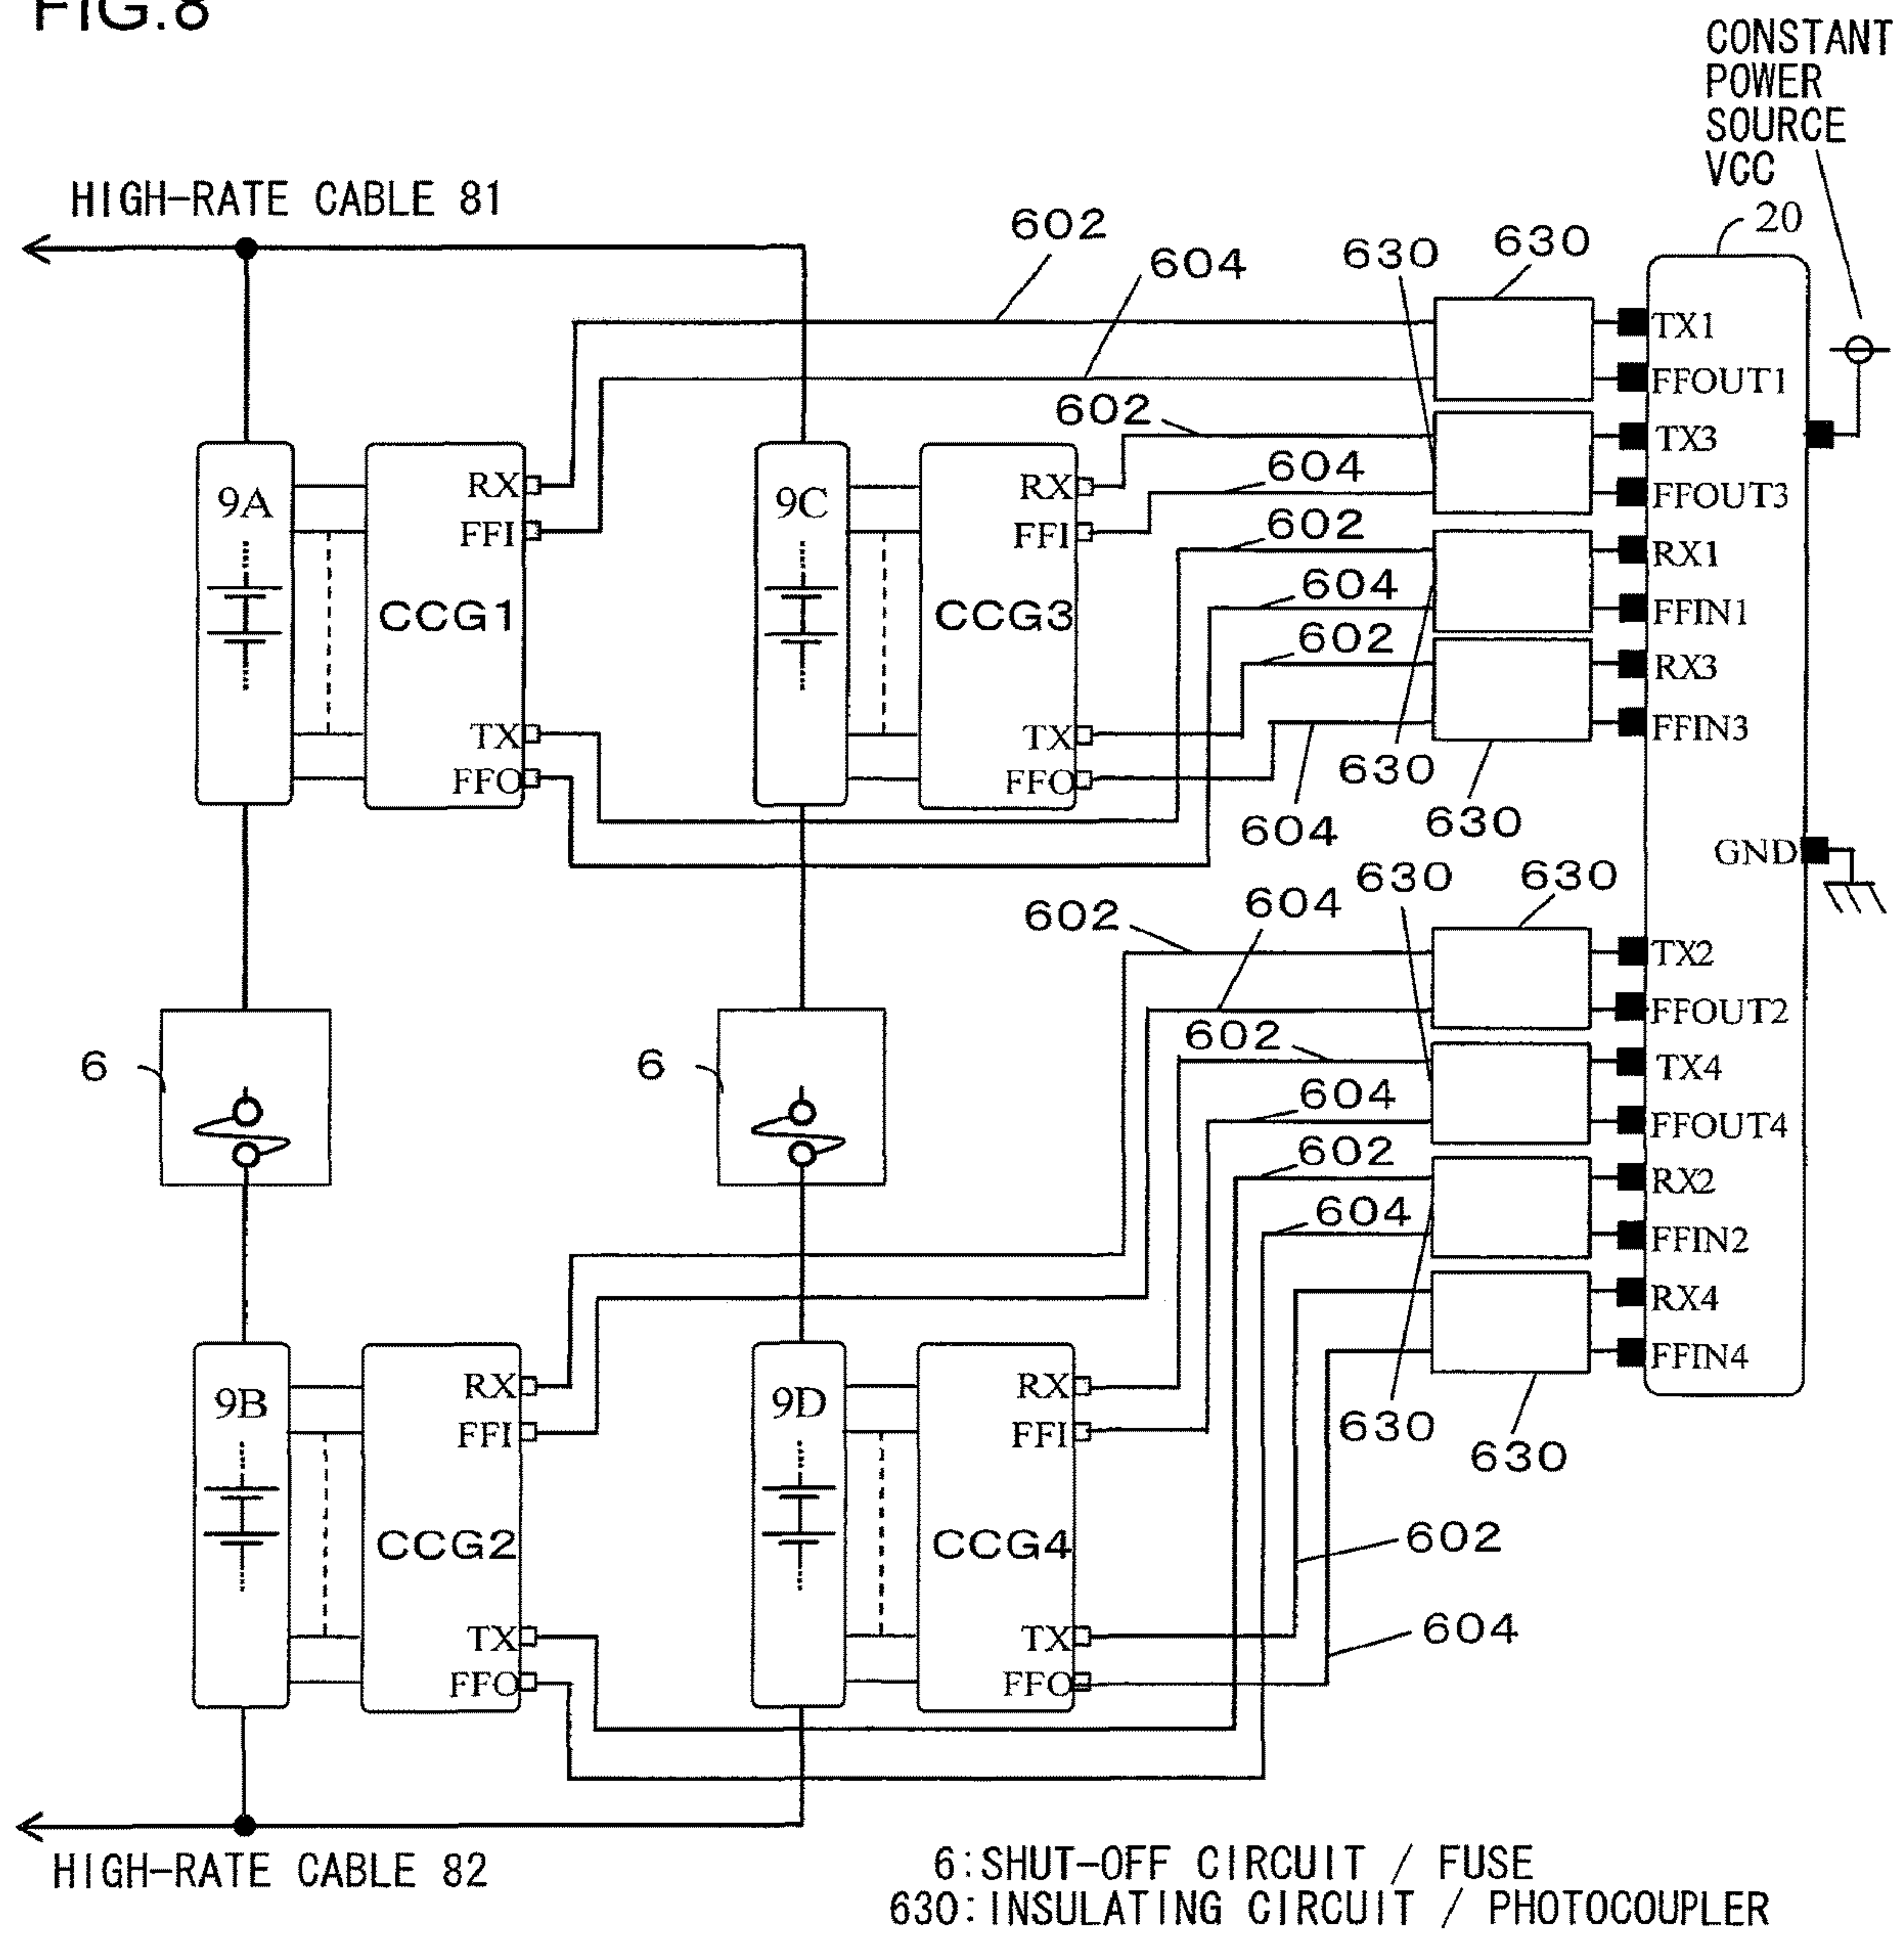 FIG.8
CONSTANT
POWER
SOURCE
VCC
20
HIGH-RATE CABLE 81
602
604
630
630
TX1
FFOUT1
602
TX3
604
FFOUT3
602
RX1
604
FFIN1
602
RX3
FFIN3
630
604
630
9A
RX
FFI
CCG1
TX
FFO
9C
RX
FFI
CCG3
TX
FFO
GND
602
604
630
630
TX2
FFOUT2
602
TX4
604
FFOUT4
602
RX2
604
FFIN2
RX4
FFIN4
630
630
6
6
9B
RX
FFI
CCG2
TX
FFO
9D
RX
FFI
CCG4
TX
FFO
602
604
HIGH-RATE CABLE 82
6:SHUT-OFF CIRCUIT / FUSE
630:INSULATING CIRCUIT / PHOTOCOUPLER